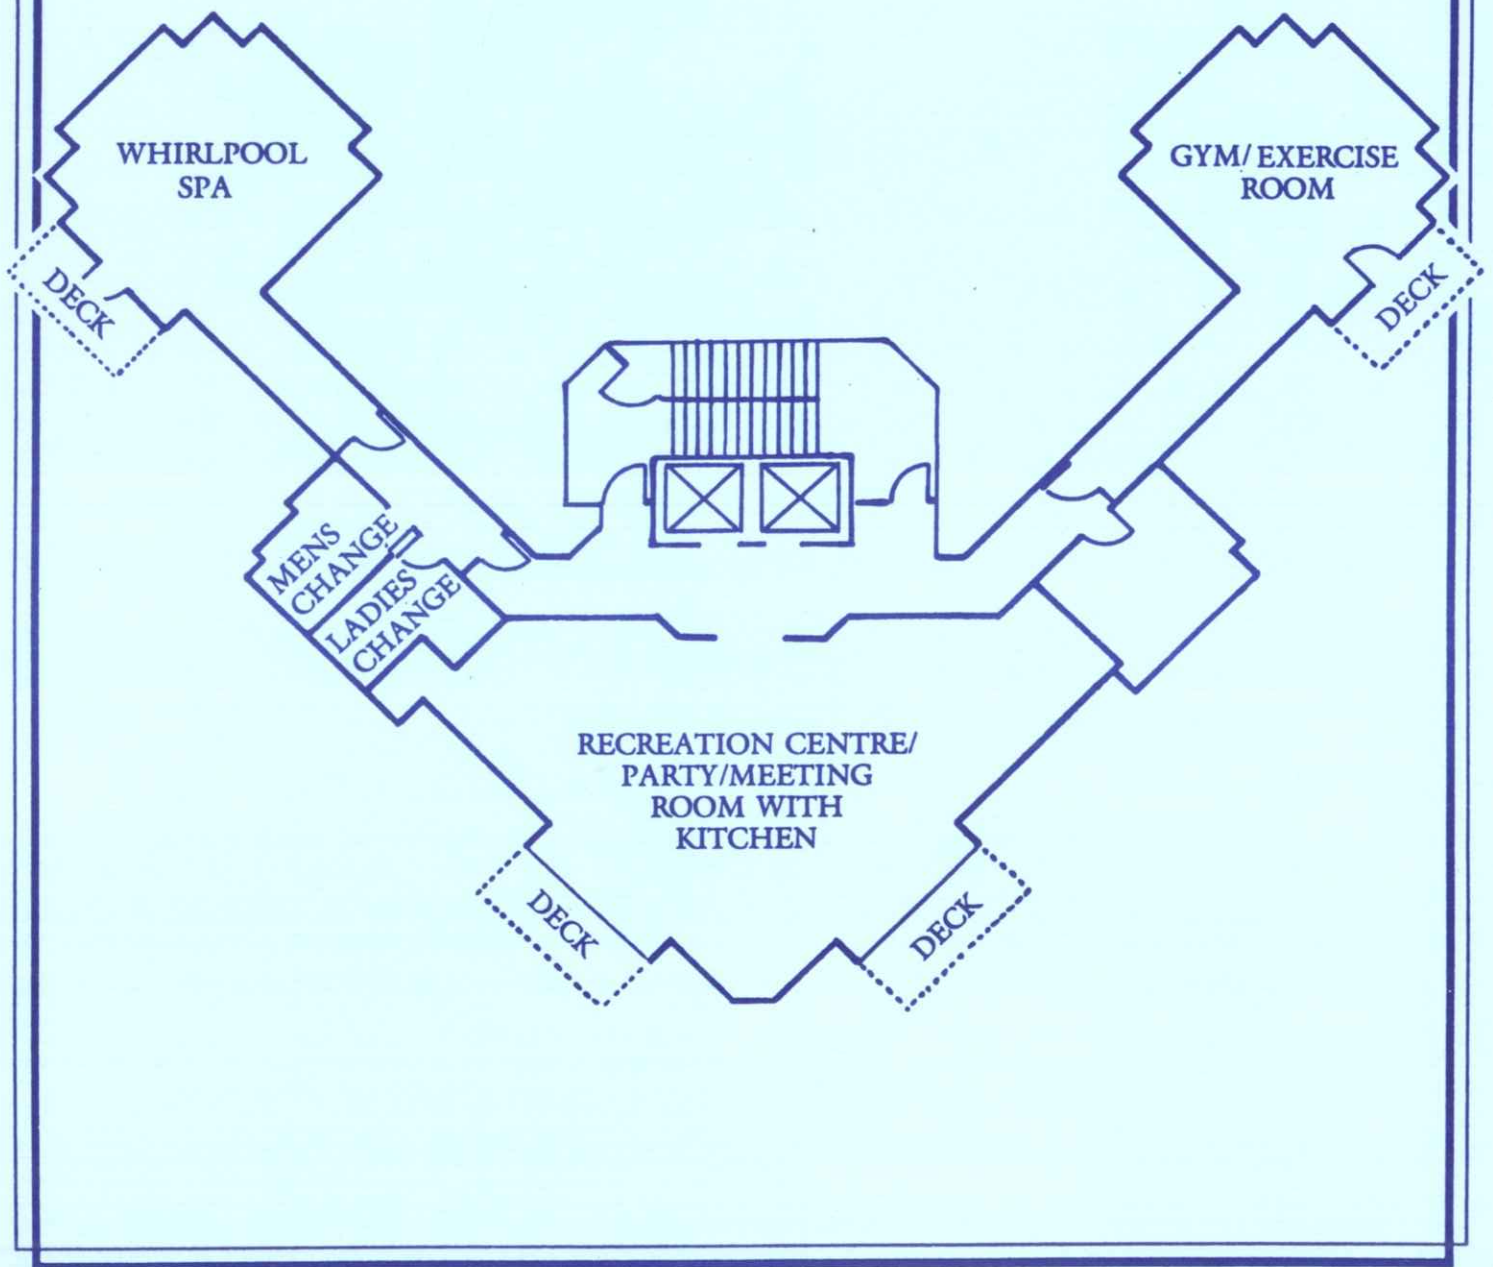 WHIRLPOOL
SPA
GYM/EXERCISE
ROOM
DECK
DECK
MENS
CHANGE
LADIES
CHANGE
RECREATION CENTRE/
PARTY/MEETING
ROOM WITH
KITCHEN
DECK
DECK